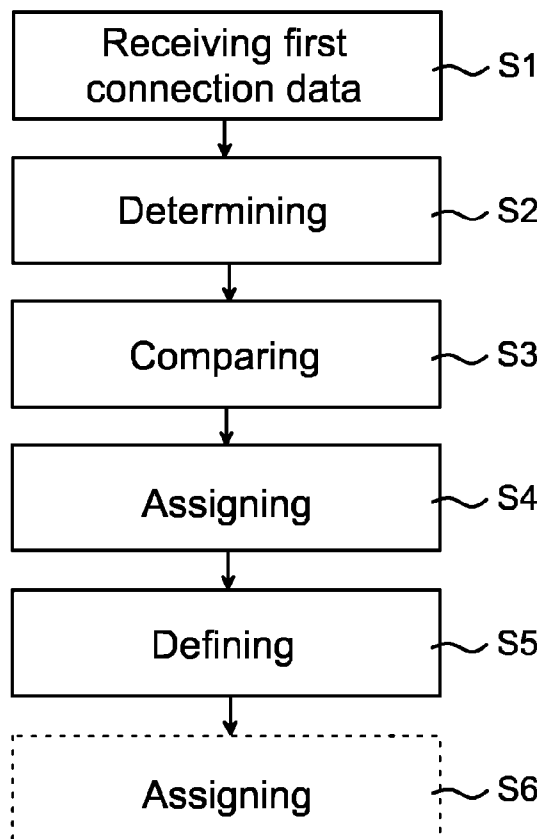 Receiving first
connection data
S1
Determining
S2
Comparing
S3
Assigning
S4
Defining
S5
Assigning
S6